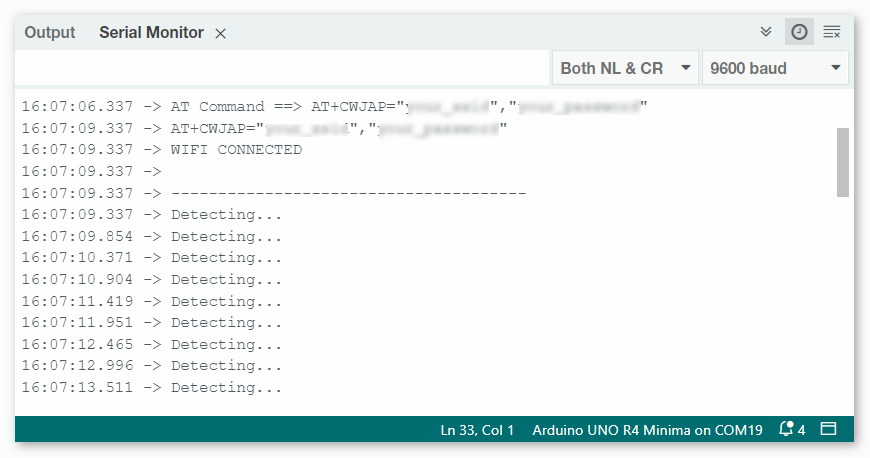 Output Serial Monitor
Both NL & CR 9600 baud
16:07:06.337 -> AT Command ==> AT+CWJAP="your_ssid","your_password"
16:07:09.337 -> AT+CWJAP="your_ssid","your_password"
16:07:09.337 -> WIFI CONNECTED
16:07:09.337 ->
16:07:09.337 -> --------------------------------------
16:07:09.337 -> Detecting...
16:07:09.854 -> Detecting...
16:07:10.371 -> Detecting...
16:07:10.904 -> Detecting...
16:07:11.419 -> Detecting...
16:07:11.951 -> Detecting...
16:07:12.465 -> Detecting...
16:07:12.996 -> Detecting...
16:07:13.511 -> Detecting...
Ln 33, Col 1 Arduino UNO R4 Minima on COM19 4